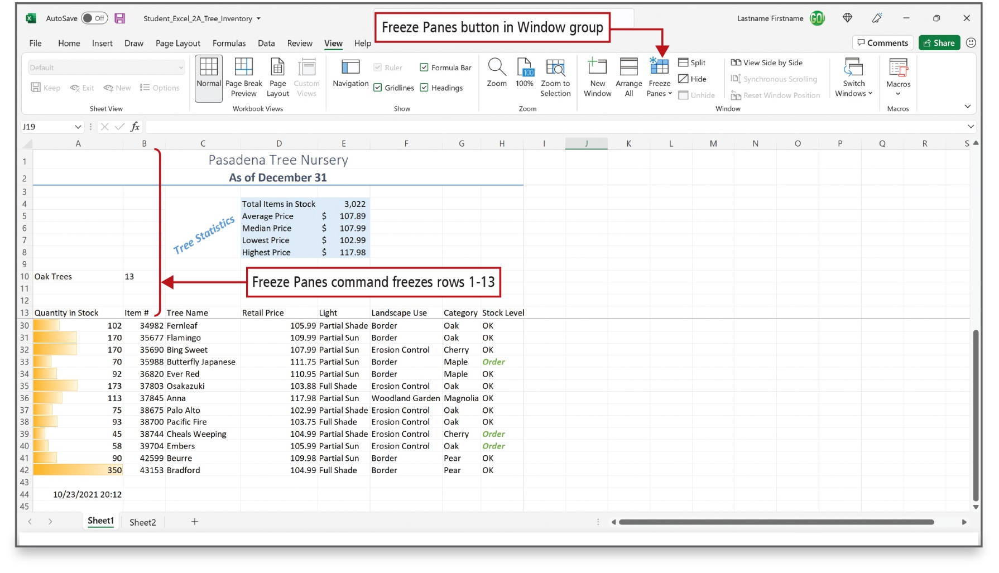 AutoSave Off Student_Excel_2A_Tree_Inventory Lastname Firstname GO!
Freeze Panes button in Window group
File Home Insert Draw Page Layout Formulas Data Review View Help Comments Share
Default
Keep Exit New Options
Sheet View
Normal Page Break Preview Page Layout Custom Views
Workbook Views
Navigation Ruler Formula Bar
Gridlines Headings
Show
Zoom 100% Zoom to Selection
100
Zoom
New Window Arrange All Freeze Panes Split
Hide
Unhide
View Side by Side
Synchronous Scrolling
Reset Window Position
Window
Switch Windows
Macros
Macros
J19 fx
A B C D E F G H I J K L M N O P Q R S
1 Pasadena Tree Nursery
2 As of December 31
3
4 Total Items in Stock 3,022
5 Average Price $ 107.89
6 Median Price $ 107.99
7 Lowest Price $ 102.99
8 Highest Price $ 117.98
Tree Statistics
9
10 Oak Trees 13
Freeze Panes command freezes rows 1-13
11
12
13 Quantity in Stock Item # Tree Name Retail Price Light Landscape Use Category Stock Level
30 102 34982 Fernleaf 105.99 Partial Shade Border Oak OK
31 170 35677 Flamingo 109.99 Partial Sun Border Oak OK
32 170 35690 Bing Sweet 107.99 Partial Sun Erosion Control Cherry OK
33 70 35988 Butterfly Japanese 111.75 Partial Sun Border Maple Order
34 92 36820 Ever Red 110.95 Partial Sun Border Maple OK
35 173 37803 Osakazuki 103.88 Full Shade Erosion Control Oak OK
36 113 37845 Anna 117.98 Partial Sun Woodland Garden Magnolia OK
37 75 38675 Palo Alto 102.99 Partial Shade Erosion Control Oak OK
38 93 38700 Pacific Fire 103.75 Full Shade Erosion Control Oak OK
39 45 38744 Cheals Weeping 104.99 Partial Shade Erosion Control Cherry Order
40 58 39704 Embers 105.99 Partial Sun Erosion Control Oak Order
41 90 42599 Beurre 109.98 Partial Sun Border Pear OK
42 350 43153 Bradford 104.99 Full Shade Border Pear OK
43
44 10/23/2021 20:12
45
Sheet1 Sheet2